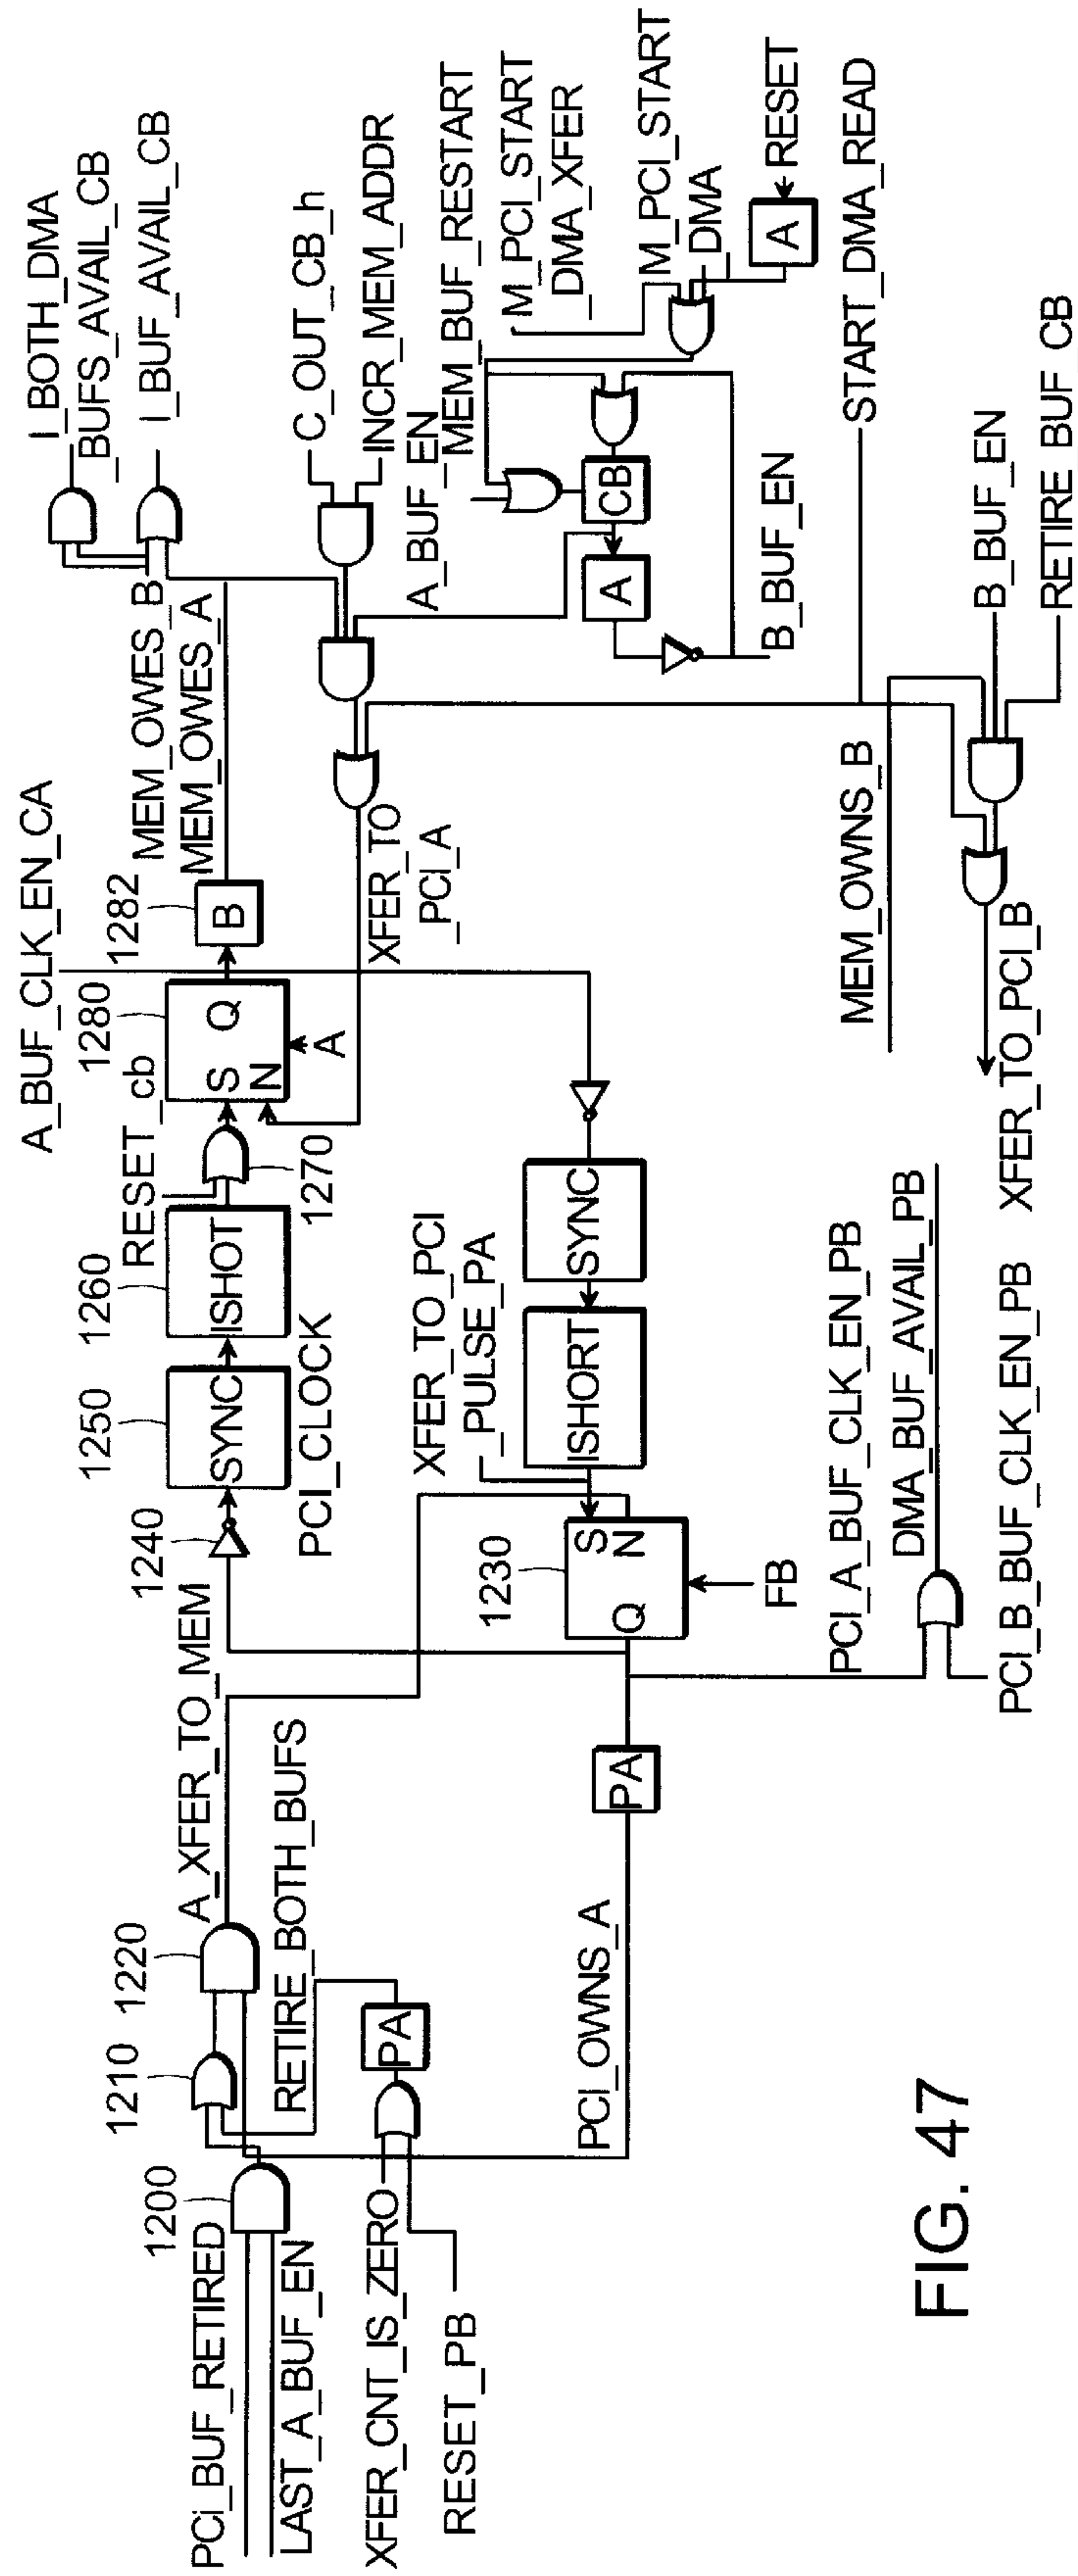 PCi_BUF_RETIRED
LAST_A_BUF_EN
1200
1210
1220
A_XFER_TO_MEM
RETIRE_BOTH_BUFS
PA
XFER_CNT_IS_ZERO
RESET_PB
PCI_OWNS_A
PA
1240
1250
SYNC
PCI_CLOCK
1260
ISHOT
RESET
_cb
1270
1280
S Q
N
A
A_BUF_CLK_EN_CA
1282
B
MEM_OWES_B
MEM_OWES_A
I_BOTH_DMA
_BUFS_AVAIL_CB
I_BUF_AVAIL_CB
C_OUT_CB_h
INCR_MEM_ADDR
XFER_TO
_PCI_A
A_BUF_EN
MEM_BUF_RESTART
M_PCI_START
_DMA_XFER
M_PCI_START
_DMA
A
RESET
CB
A
B_BUF_EN
START_DMA_READ
1230
S
N
Q
FB
XFER_TO_PCI
_PULSE_PA
ISHORT
SYNC
PCI_A_BUF_CLK_EN_PB
DMA_BUF_AVAIL_PB
PCI_B_BUF_CLK_EN_PB
MEM_OWNS_B
B_BUF_EN
RETIRE_BUF_CB
XFER_TO_PCI_B
FIG. 47